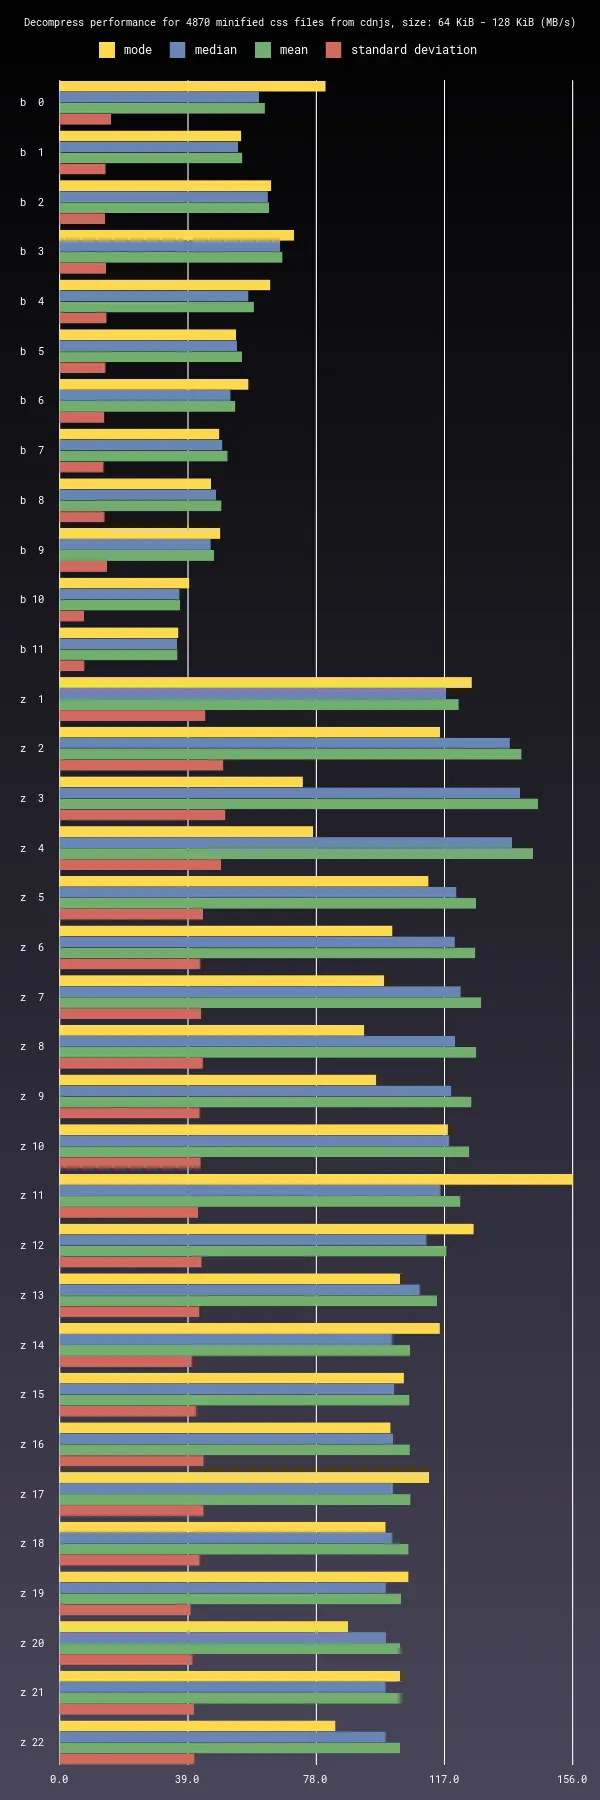 Decompress performance for 4870 minified css files from cdnjs, size: 64 KiB - 128 KiB (MB/s)
mode median mean standard deviation
b 0
b 1
b 2
b 3
b 4
b 5
b 6
b 7
b 8
b 9
b 10
b 11
z 1
z 2
z 3
z 4
z 5
z 6
z 7
z 8
z 9
z 10
z 11
z 12
z 13
z 14
z 15
z 16
z 17
z 18
z 19
z 20
z 21
z 22
0.0 39.0 78.0 117.0 156.0